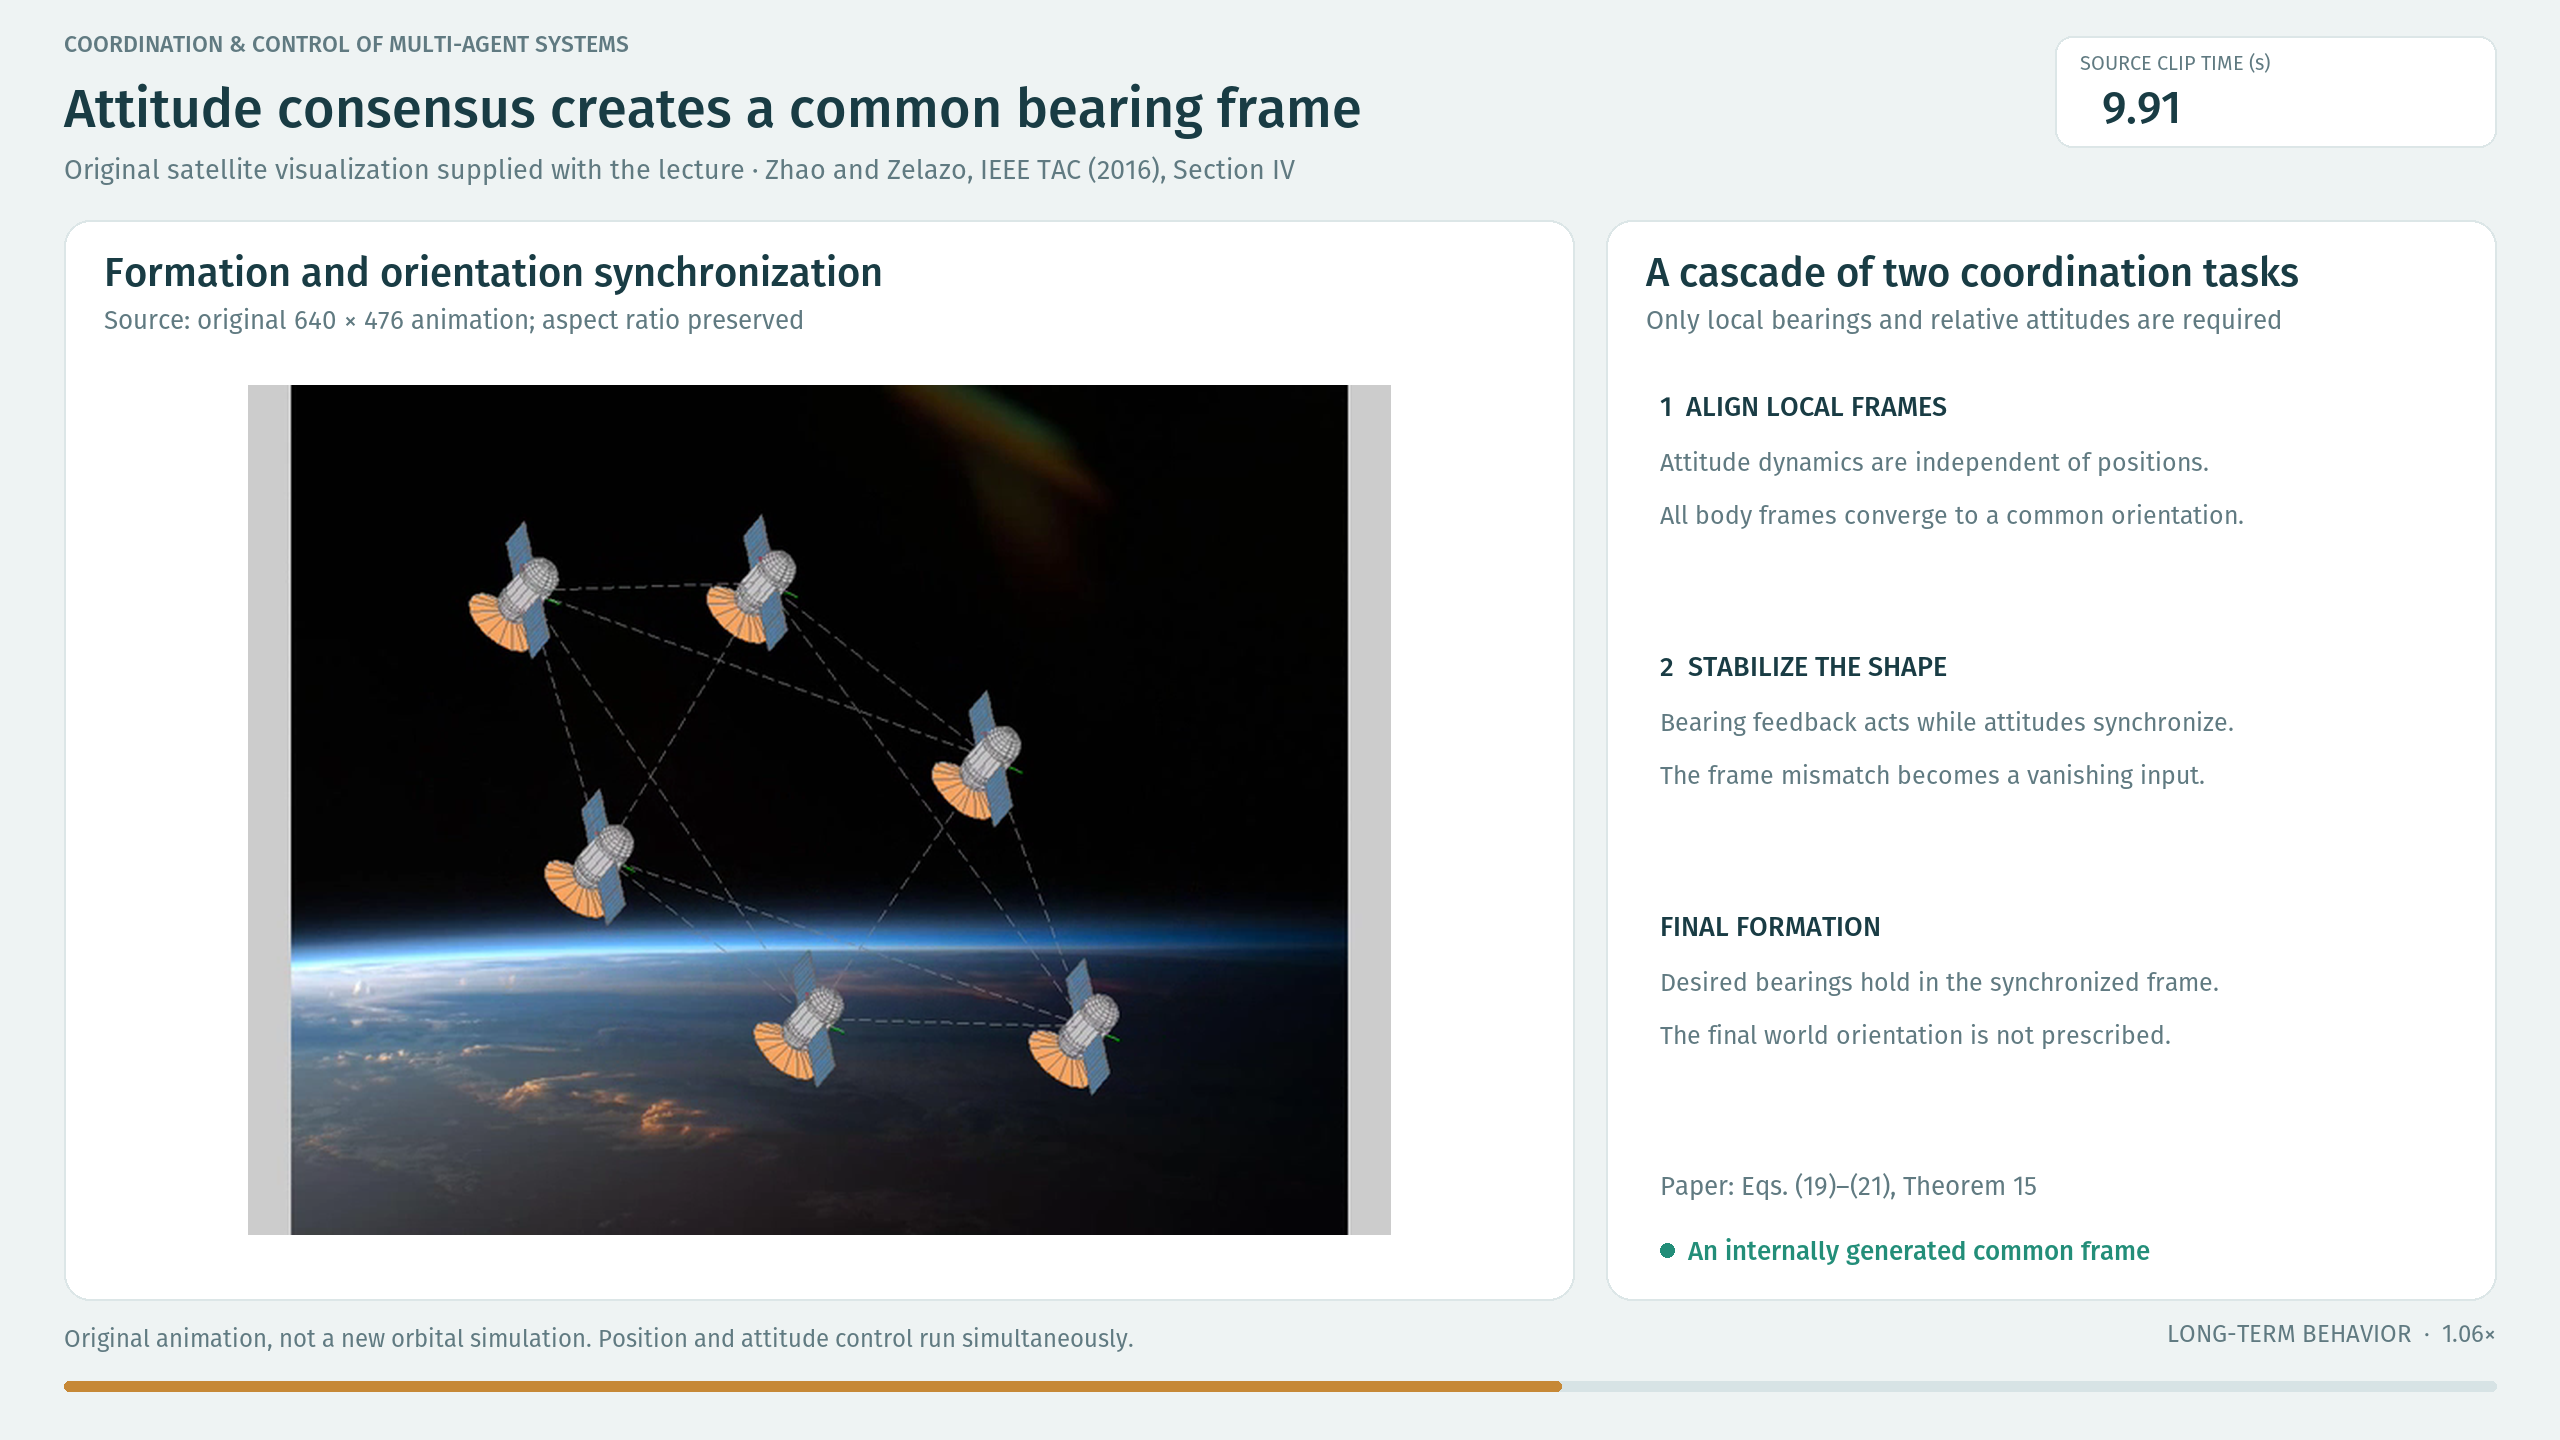 COORDINATION & CONTROL OF MULTI-AGENT SYSTEMS
Attitude consensus creates a common bearing frame
Original satellite visualization supplied with the lecture · Zhao and Zelazo, IEEE TAC (2016), Section IV
SOURCE CLIP TIME (s)
9.91
Formation and orientation synchronization
Source: original 640 × 476 animation; aspect ratio preserved
A cascade of two coordination tasks
Only local bearings and relative attitudes are required
1 ALIGN LOCAL FRAMES
Attitude dynamics are independent of positions.
All body frames converge to a common orientation.
2 STABILIZE THE SHAPE
Bearing feedback acts while attitudes synchronize.
The frame mismatch becomes a vanishing input.
FINAL FORMATION
Desired bearings hold in the synchronized frame.
The final world orientation is not prescribed.
Paper: Eqs. (19)–(21), Theorem 15
An internally generated common frame
Original animation, not a new orbital simulation. Position and attitude control run simultaneously.
LONG-TERM BEHAVIOR · 1.06×